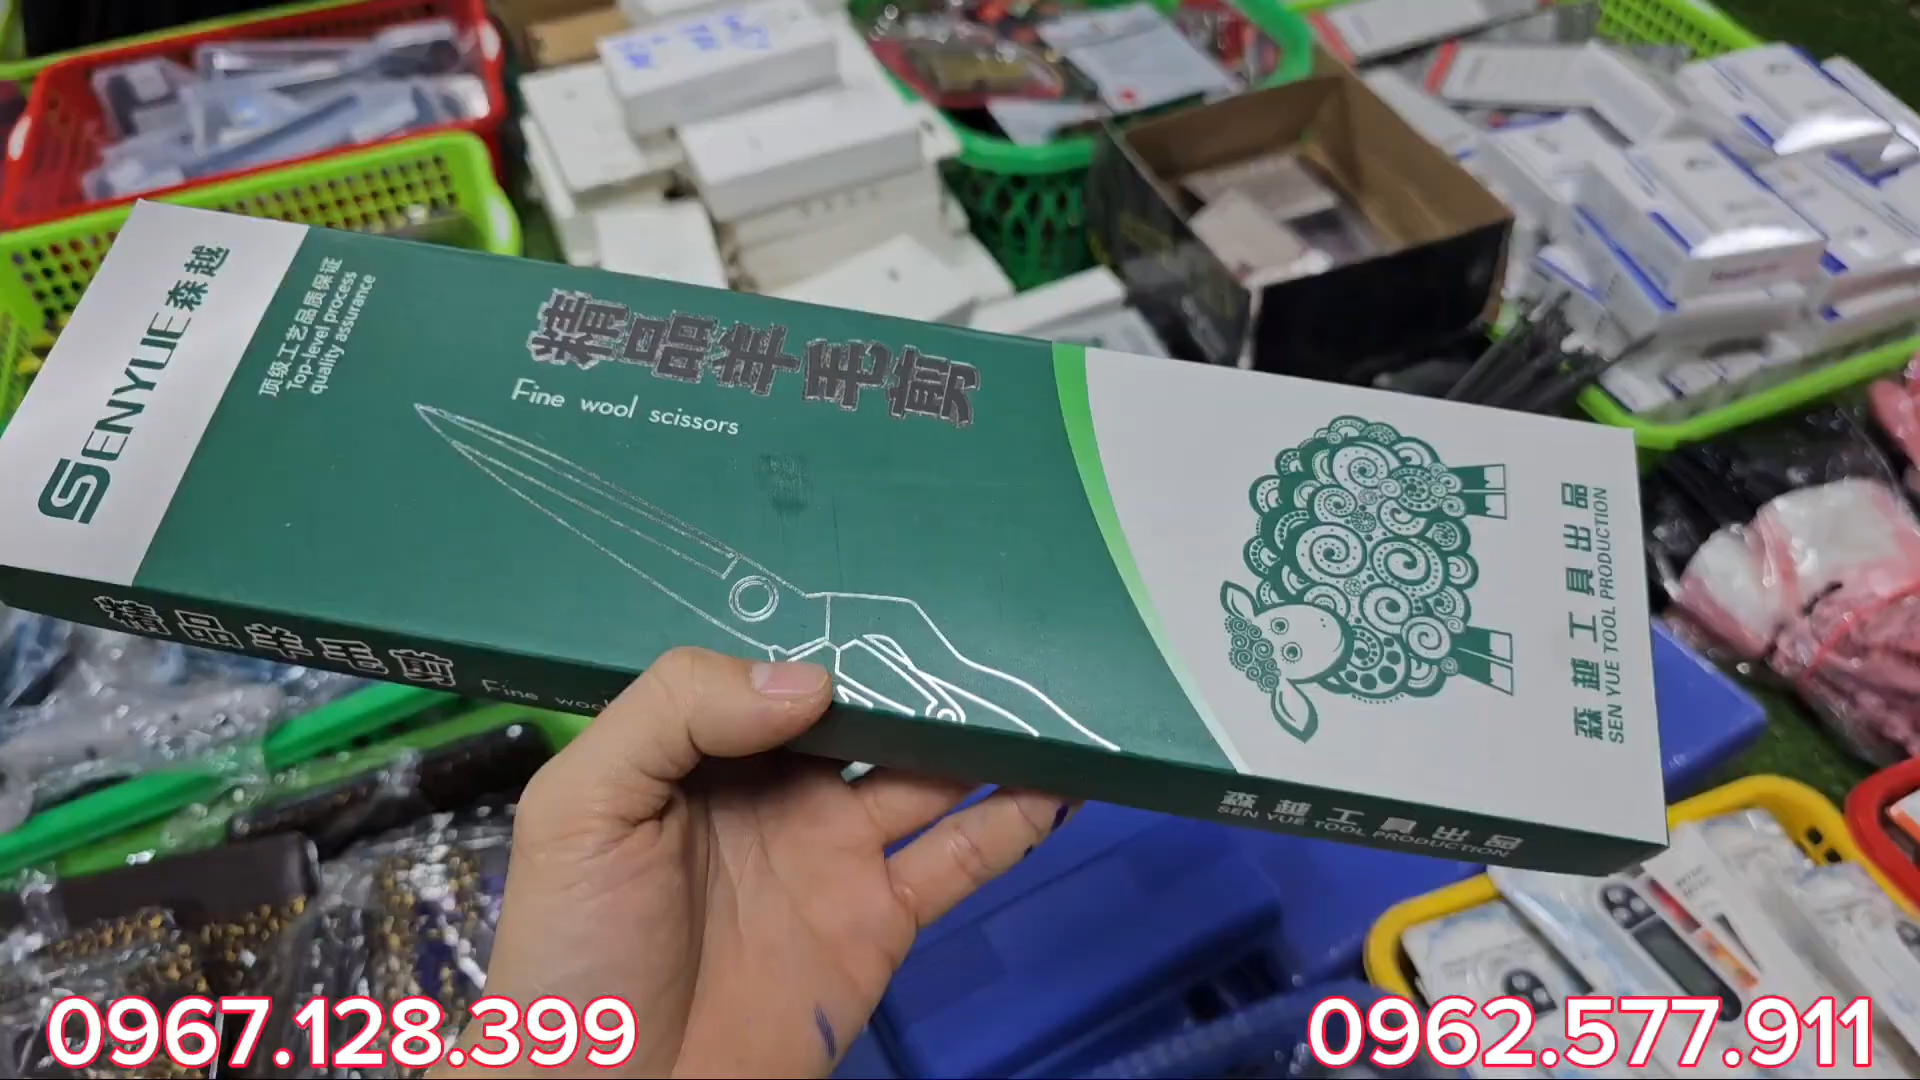 SENYUE 森越
顶级工艺品质保证
Top-level process
quality assurance
精品羊毛剪
Fine wool scissors
森越工具出品
SEN YUE TOOL PRODUCTION
精品羊毛剪
Fine wool
森越工具出品
SEN YUE TOOL PRODUCTION
0967.128.399
0962.577.911